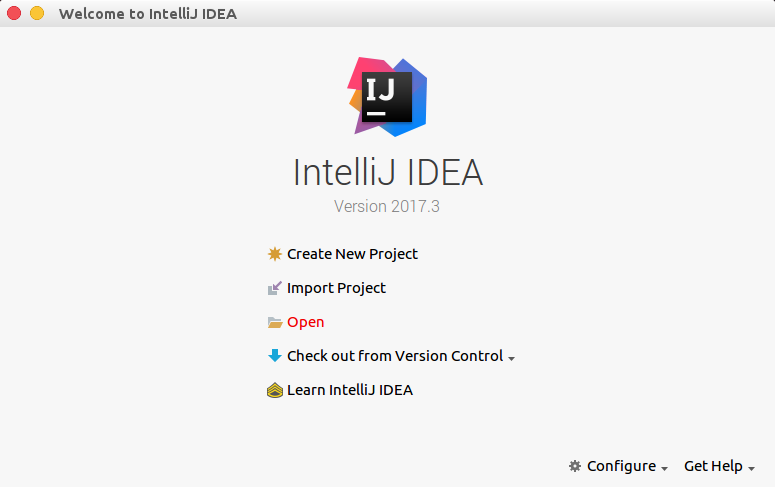 Welcome to IntelliJ IDEA
IJ
IntelliJ IDEA
Version 2017.3
Create New Project
Import Project
Open
Check out from Version Control
Learn IntelliJ IDEA
Configure Get Help